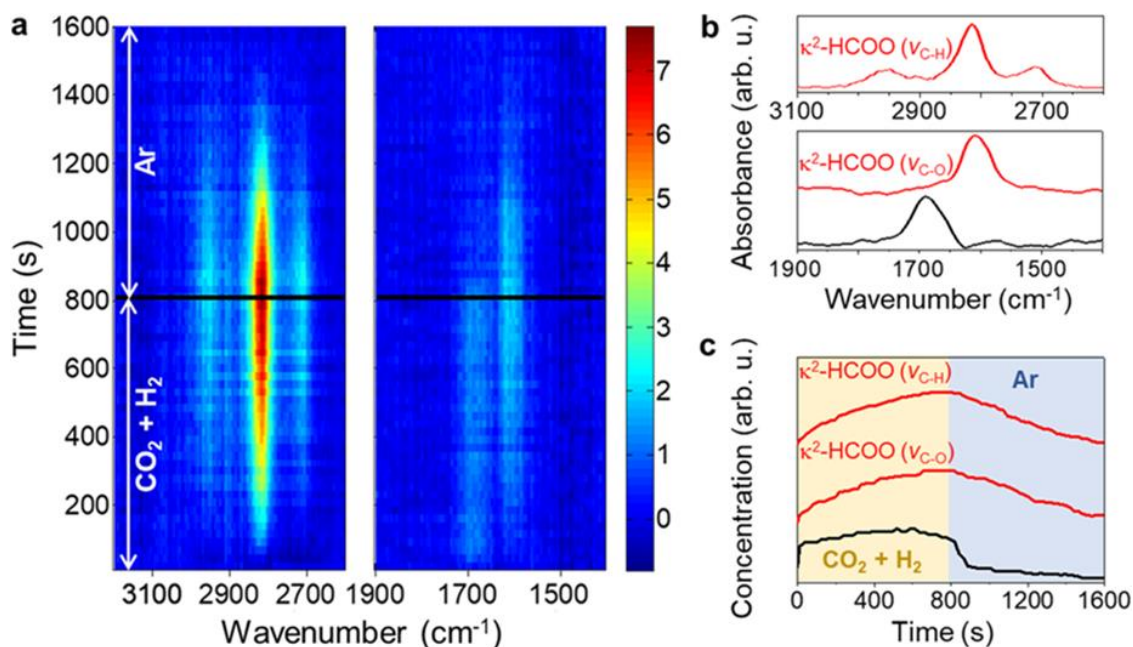 a
1600
1400
1200
1000
800
600
400
200
Time (s)
Ar
CO₂ + H₂
3100 2900 2700 1900 1700 1500
Wavenumber (cm⁻¹)
7
6
5
4
3
2
1
0
b
κ²-HCOO (νC-H)
3100 2900 2700
κ²-HCOO (νC-O)
1900 1700 1500
Absorbance (arb. u.)
Wavenumber (cm⁻¹)
c
κ²-HCOO (νC-H)
Ar
κ²-HCOO (νC-O)
CO₂ + H₂
Concentration (arb. u.)
0 400 800 1200 1600
Time (s)